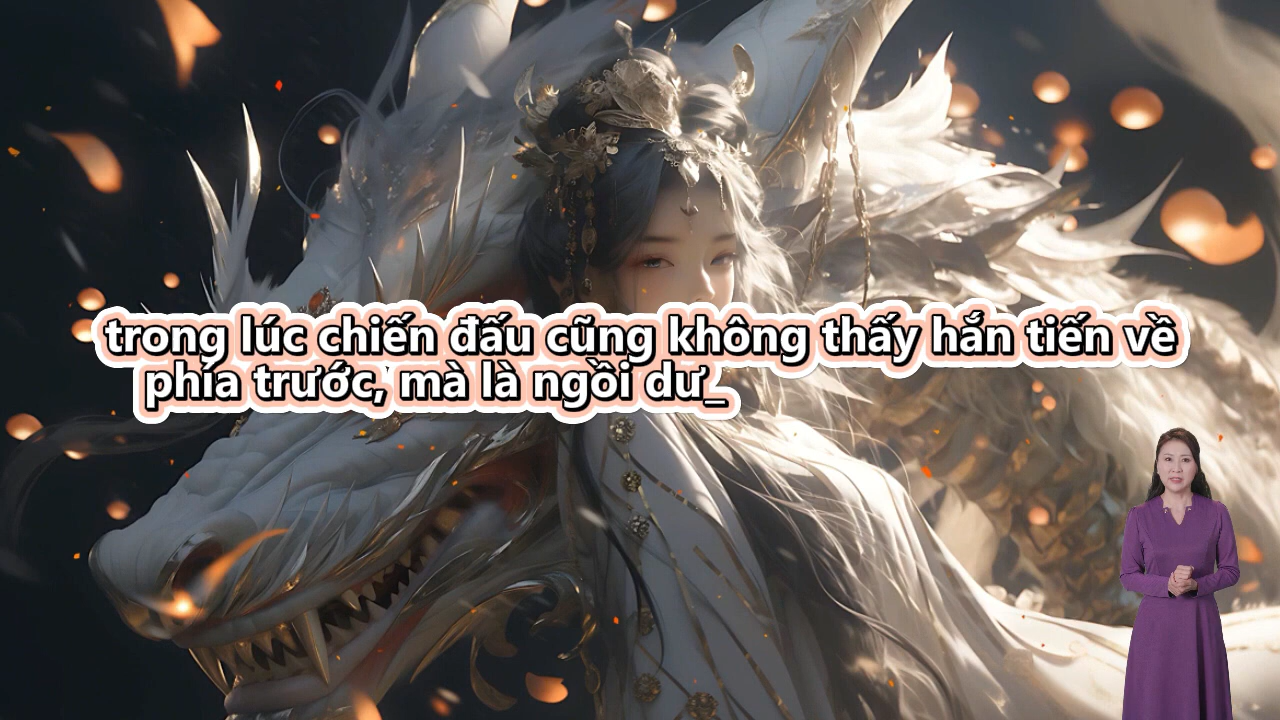 trong lúc chiến đấu cũng không thấy hắn tiến về
phía trước, mà là ngồi dư_